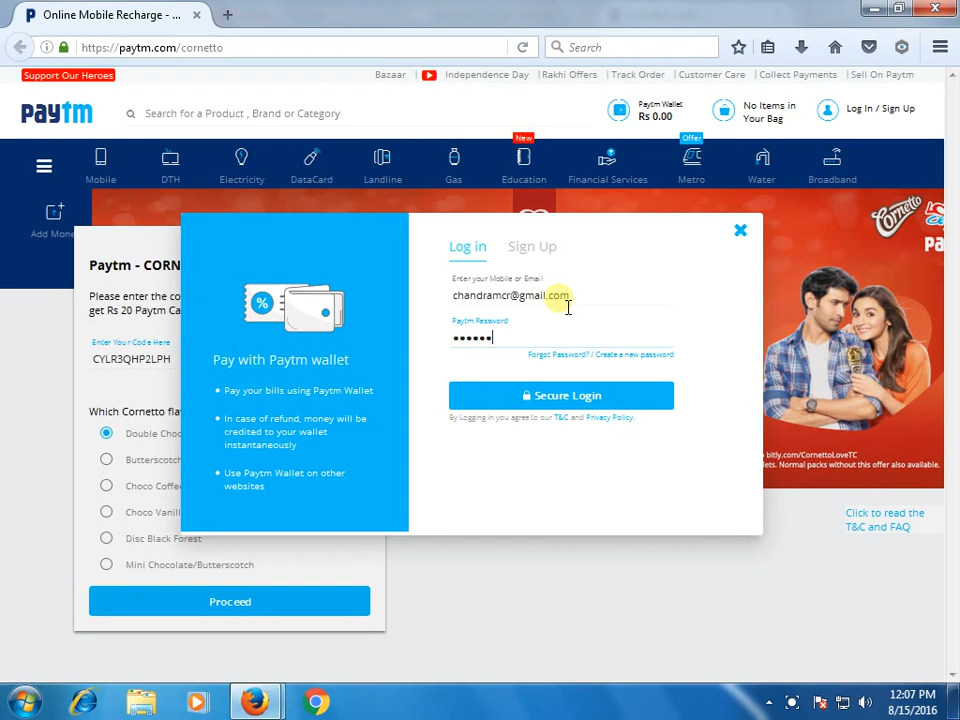 Online Mobile Recharge - ...
https://paytm.com/cornetto
Search
Support Our Heroes
Bazaar
Independence Day
Rakhi Offers
Track Order
Customer Care
Collect Payments
Sell On Paytm
Paytm
Search for a Product , Brand or Category
Paytm Wallet
Rs 0.00
No Items in
Your Bag
Log In / Sign Up
New
Offer
Mobile
DTH
Electricity
DataCard
Landline
Gas
Education
Financial Services
Metro
Water
Broadband
Add Mone
Cornetto
Paytm - CORN
Please enter the co
get Rs 20 Paytm Ca
Enter Your Code Here
CYLR3QHP2LPH
Which Cornetto fla
Double Choc
Butterscotch
Choco Coffe
Choco Vanill
Disc Black Forest
Mini Chocolate/Butterscotch
Proceed
Pay with Paytm wallet
Pay your bills using Paytm Wallet
In case of refund, money will be
credited to your wallet
instantaneously
Use Paytm Wallet on other
websites
Log in
Sign Up
Enter your Mobile or Email
chandramcr@gmail.com
Paytm Password
••••••
Forgot Password? / Create a new password
Secure Login
By Logging in you agree to our T&C and Privacy Policy.
bitly.com/CornettoLoveTC
lets. Normal packs without this offer also available.
Click to read the
T&C and FAQ
12:07 PM
8/15/2016